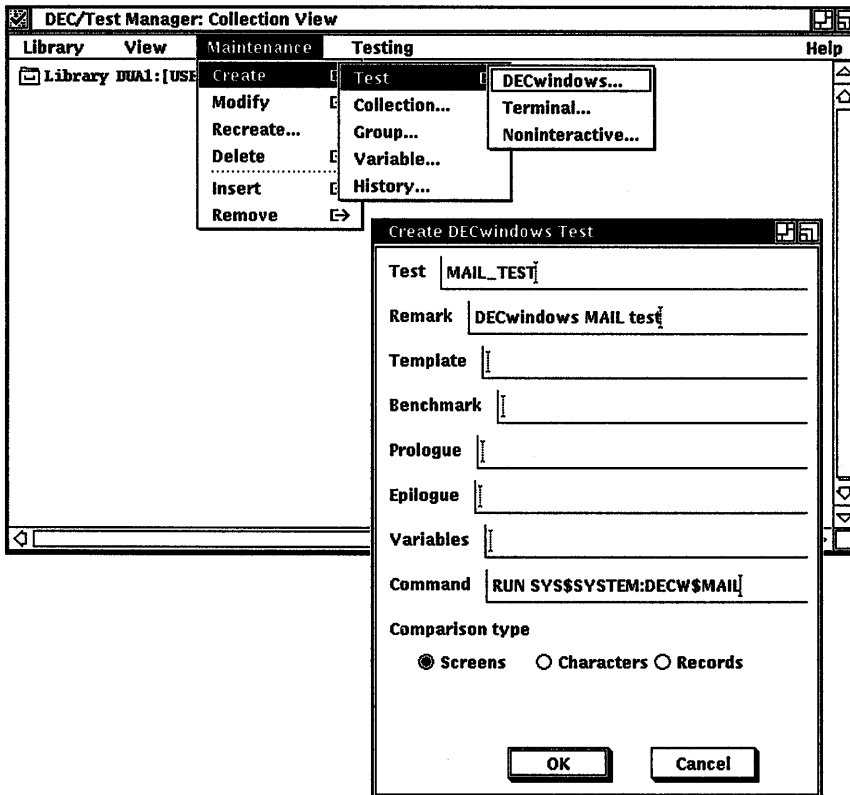 DEC/Test Manager: Collection View
Library View Maintenance Testing Help
Library DUA1:[USE
Create
Modify
Recreate...
Delete
Insert
Remove
Test
Collection...
Group...
Variable...
History...
DECwindows...
Terminal...
Noninteractive...
Create DECwindows Test
Test MAIL_TEST
Remark DECwindows MAIL test
Template
Benchmark
Prologue
Epilogue
Variables
Command RUN SYS$SYSTEM:DECW$MAIL
Comparison type
Screens Characters Records
OK Cancel